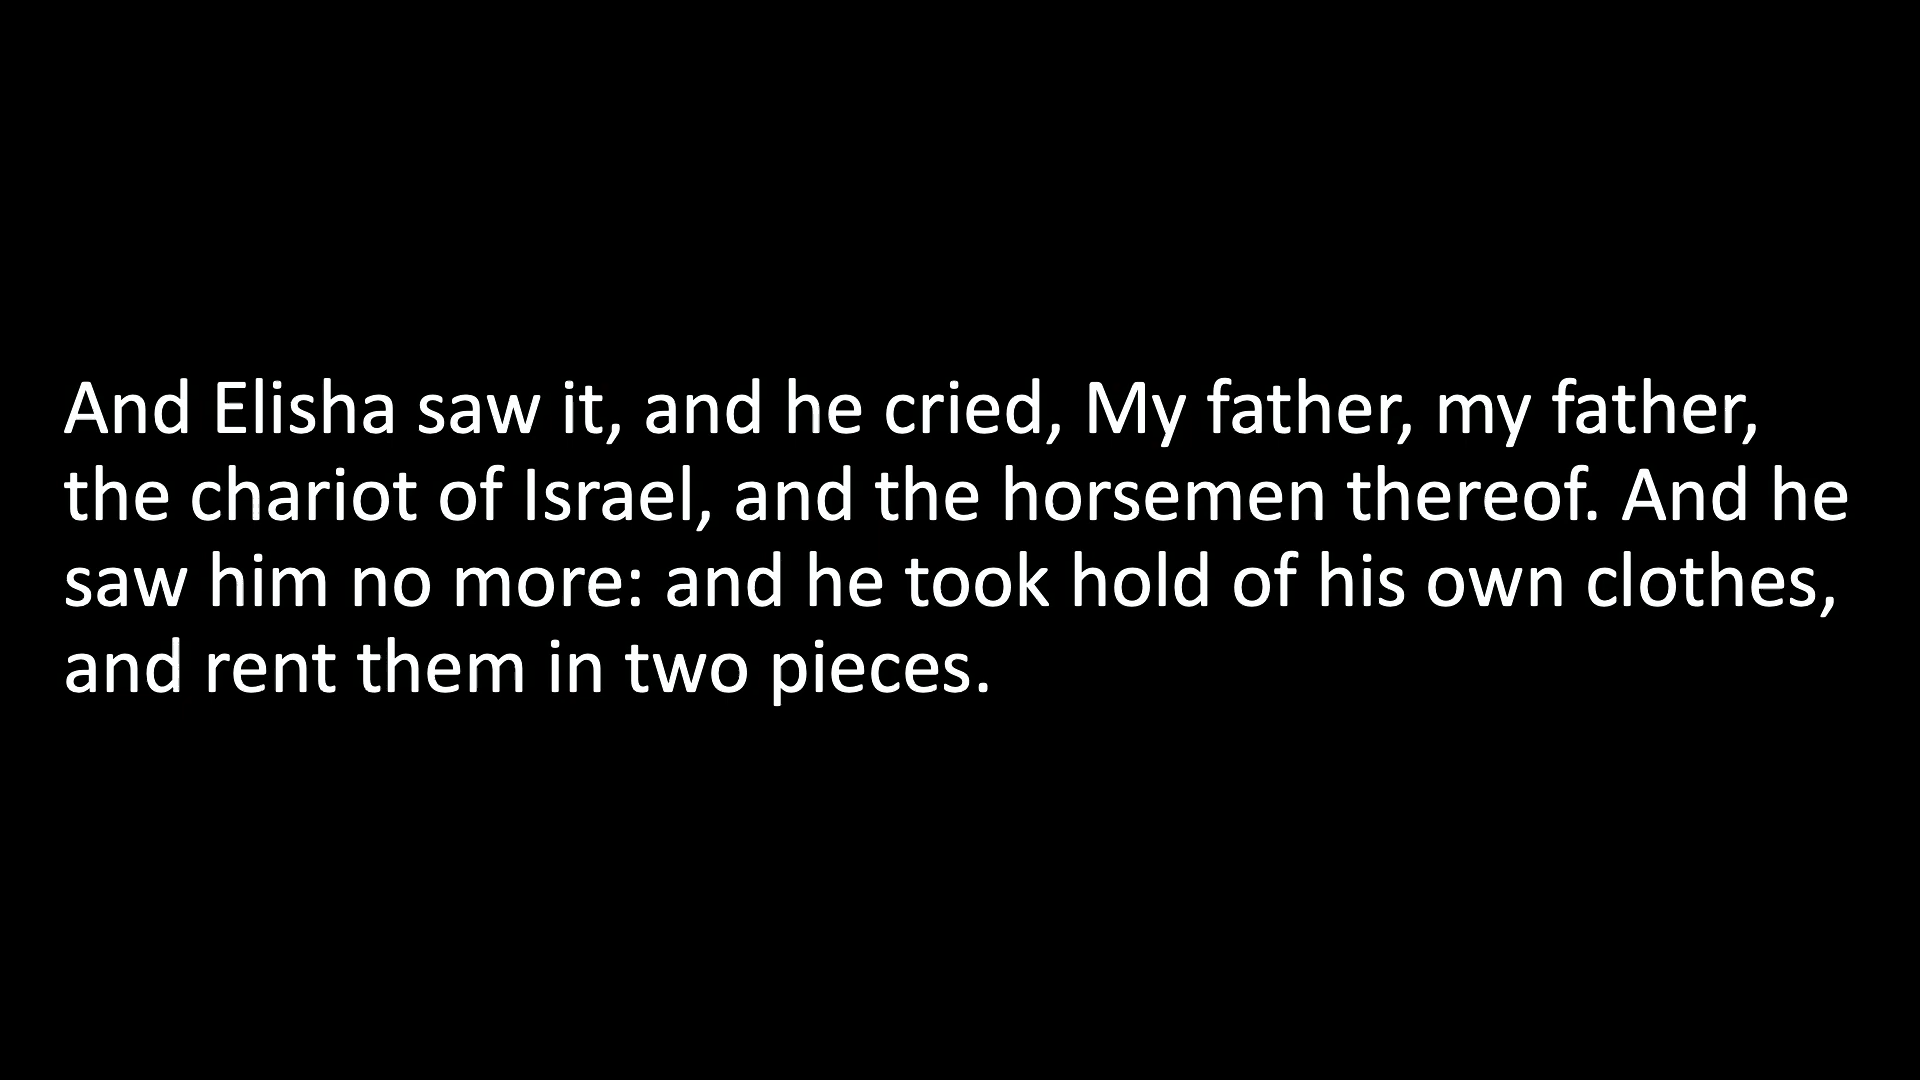 And Elisha saw it, and he cried, My father, my father,
the chariot of Israel, and the horsemen thereof. And he
saw him no more: and he took hold of his own clothes,
and rent them in two pieces.